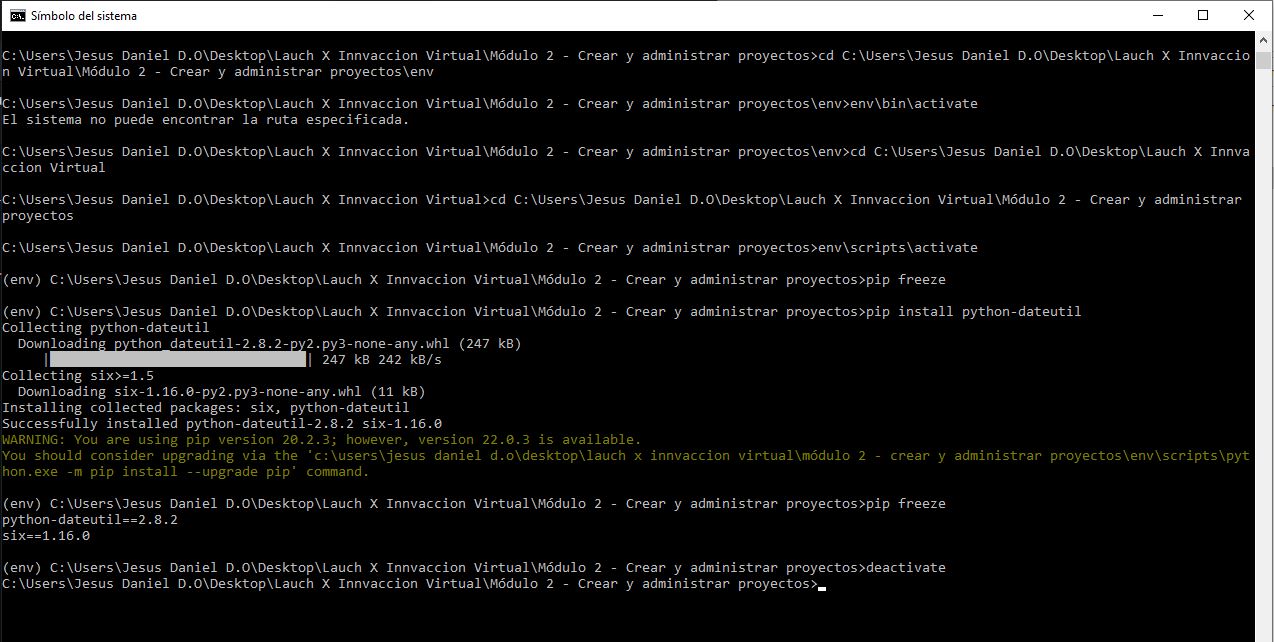 Símbolo del sistema
C:\Users\Jesus Daniel D.O\Desktop\Lauch X Innvaccion Virtual\Módulo 2 - Crear y administrar proyectos>cd C:\Users\Jesus Daniel D.O\Desktop\Lauch X Innvaccio
n Virtual\Módulo 2 - Crear y administrar proyectos\env
C:\Users\Jesus Daniel D.O\Desktop\Lauch X Innvaccion Virtual\Módulo 2 - Crear y administrar proyectos\env>env\bin\activate
El sistema no puede encontrar la ruta especificada.
C:\Users\Jesus Daniel D.O\Desktop\Lauch X Innvaccion Virtual\Módulo 2 - Crear y administrar proyectos\env>cd C:\Users\Jesus Daniel D.O\Desktop\Lauch X Innva
ccion Virtual
C:\Users\Jesus Daniel D.O\Desktop\Lauch X Innvaccion Virtual>cd C:\Users\Jesus Daniel D.O\Desktop\Lauch X Innvaccion Virtual\Módulo 2 - Crear y administrar
proyectos
C:\Users\Jesus Daniel D.O\Desktop\Lauch X Innvaccion Virtual\Módulo 2 - Crear y administrar proyectos>env\scripts\activate
(env) C:\Users\Jesus Daniel D.O\Desktop\Lauch X Innvaccion Virtual\Módulo 2 - Crear y administrar proyectos>pip freeze
(env) C:\Users\Jesus Daniel D.O\Desktop\Lauch X Innvaccion Virtual\Módulo 2 - Crear y administrar proyectos>pip install python-dateutil
Collecting python-dateutil
Downloading python_dateutil-2.8.2-py2.py3-none-any.whl (247 kB)
| | 247 kB 242 kB/s
Collecting six>=1.5
Downloading six-1.16.0-py2.py3-none-any.whl (11 kB)
Installing collected packages: six, python-dateutil
Successfully installed python-dateutil-2.8.2 six-1.16.0
WARNING: You are using pip version 20.2.3; however, version 22.0.3 is available.
You should consider upgrading via the 'c:\users\jesus daniel d.o\desktop\lauch x innvaccion virtual\módulo 2 - crear y administrar proyectos\env\scripts\pyt
hon.exe -m pip install --upgrade pip' command.
(env) C:\Users\Jesus Daniel D.O\Desktop\Lauch X Innvaccion Virtual\Módulo 2 - Crear y administrar proyectos>pip freeze
python-dateutil==2.8.2
six==1.16.0
(env) C:\Users\Jesus Daniel D.O\Desktop\Lauch X Innvaccion Virtual\Módulo 2 - Crear y administrar proyectos>deactivate
C:\Users\Jesus Daniel D.O\Desktop\Lauch X Innvaccion Virtual\Módulo 2 - Crear y administrar proyectos>